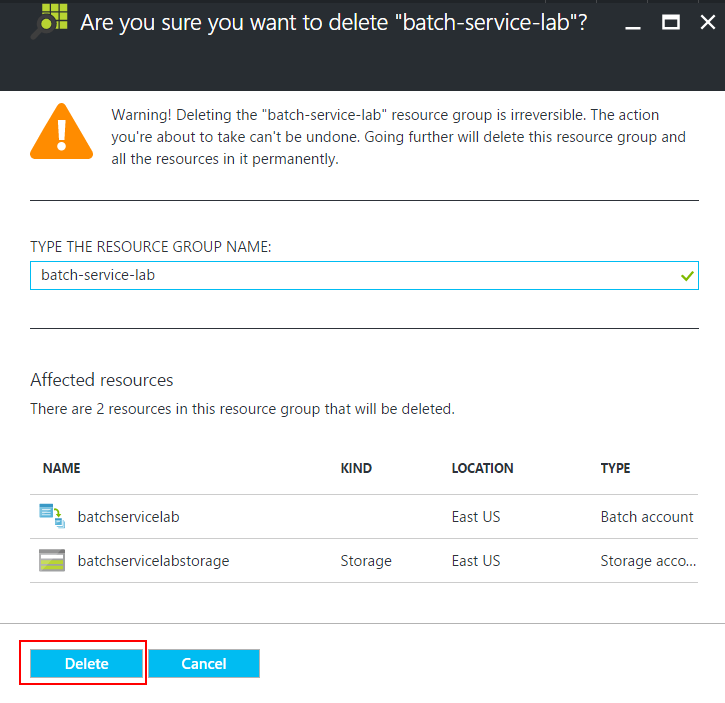 Are you sure you want to delete "batch-service-lab"?
Warning! Deleting the "batch-service-lab" resource group is irreversible. The action
you're about to take can't be undone. Going further will delete this resource group and
all the resources in it permanently.
TYPE THE RESOURCE GROUP NAME:
batch-service-lab
Affected resources
There are 2 resources in this resource group that will be deleted.
NAME KIND LOCATION TYPE
batchservicelab East US Batch account
batchservicelabstorage Storage East US Storage acco...
Delete Cancel